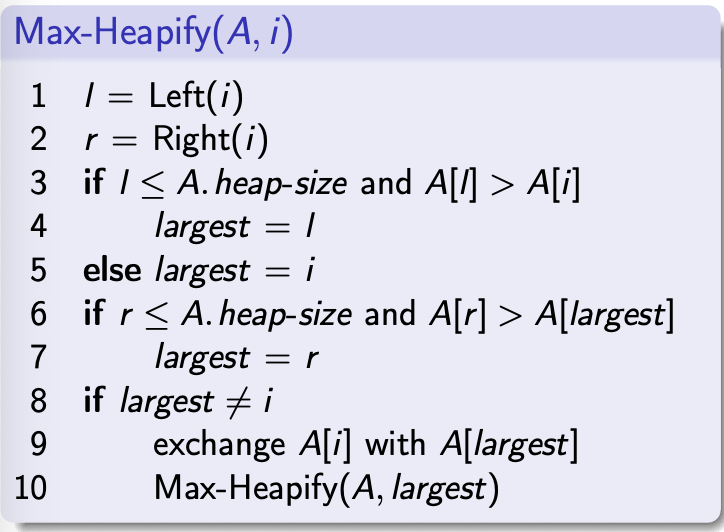 Max-Heapify(A, i)
1 l = Left(i)
2 r = Right(i)
3 if l ≤ A.heap-size and A[l] > A[i]
4 largest = l
5 else largest = i
6 if r ≤ A.heap-size and A[r] > A[largest]
7 largest = r
8 if largest ≠ i
9 exchange A[i] with A[largest]
10 Max-Heapify(A, largest)